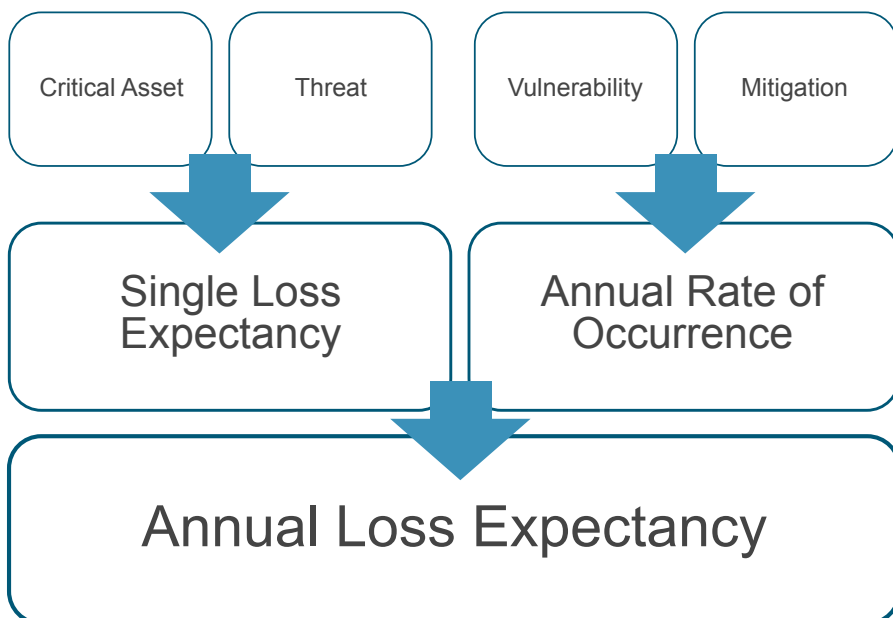 Critical Asset
Threat
Vulnerability
Mitigation
Single Loss
Expectancy
Annual Rate of
Occurrence
Annual Loss Expectancy